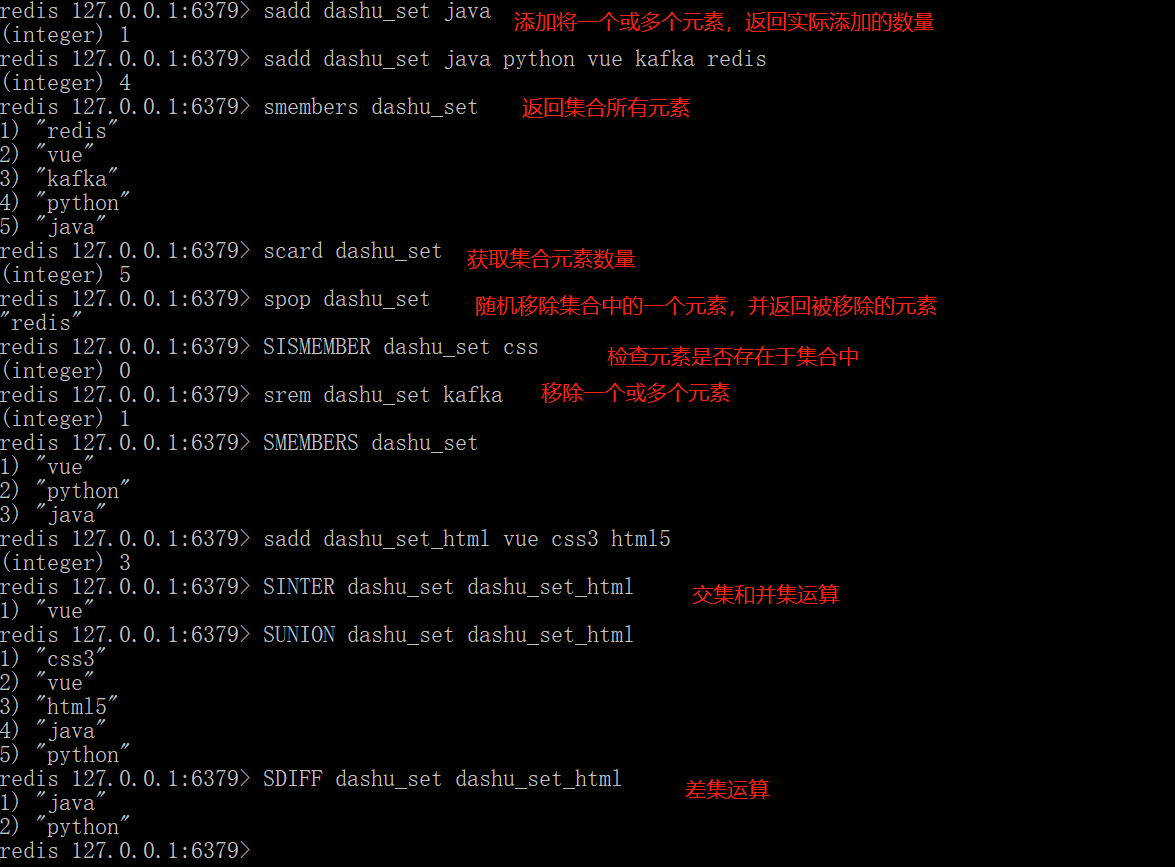 redis 127.0.0.1:6379> sadd dashu_set java 添加将一个或多个元素，返回实际添加的数量
(integer) 1
redis 127.0.0.1:6379> sadd dashu_set java python vue kafka redis
(integer) 4
redis 127.0.0.1:6379> smembers dashu_set 返回集合所有元素
1) "redis"
2) "vue"
3) "kafka"
4) "python"
5) "java"
redis 127.0.0.1:6379> scard dashu_set 获取集合元素数量
(integer) 5
redis 127.0.0.1:6379> spop dashu_set 随机移除集合中的一个元素，并返回被移除的元素
"redis"
redis 127.0.0.1:6379> SISMEMBER dashu_set css 检查元素是否存在于集合中
(integer) 0
redis 127.0.0.1:6379> srem dashu_set kafka 移除一个或多个元素
(integer) 1
redis 127.0.0.1:6379> SMEMBERS dashu_set
1) "vue"
2) "python"
3) "java"
redis 127.0.0.1:6379> sadd dashu_set_html vue css3 html5
(integer) 3
redis 127.0.0.1:6379> SINTER dashu_set dashu_set_html 交集和并集运算
1) "vue"
redis 127.0.0.1:6379> SUNION dashu_set dashu_set_html
1) "css3"
2) "vue"
3) "html5"
4) "java"
5) "python"
redis 127.0.0.1:6379> SDIFF dashu_set dashu_set_html 差集运算
1) "java"
2) "python"
redis 127.0.0.1:6379>